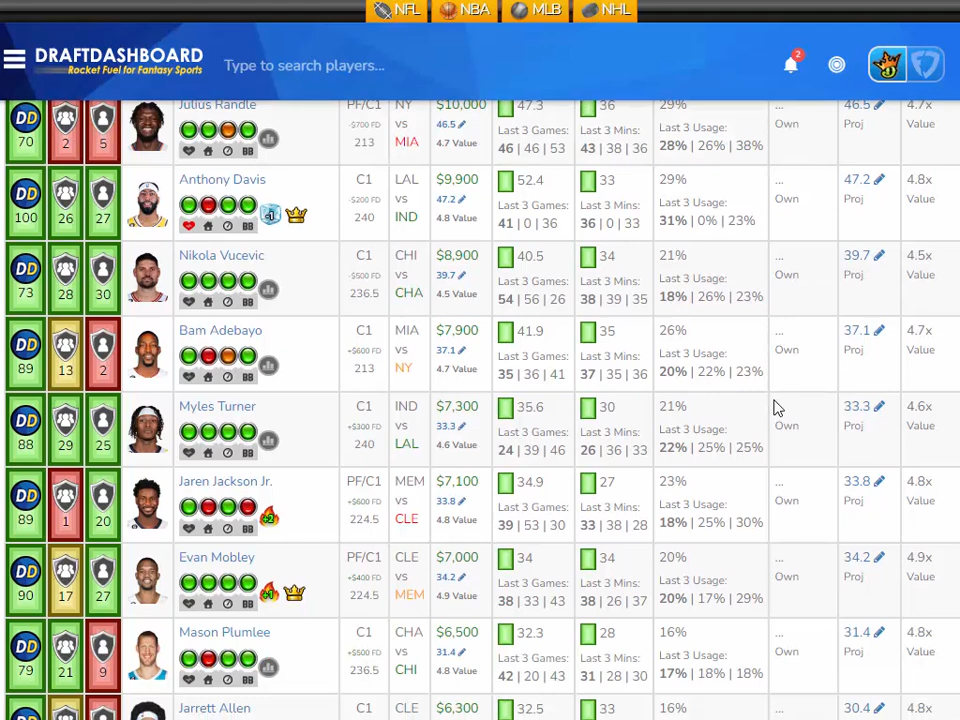 NFL NBA MLB NHL
DRAFTDASHBOARD
Rocket Fuel for Fantasy Sports
Type to search players...
2
DD 70 2 5 Julius Randle PF/C1 NY $10,000 47.3 36 29% ... 46.5 4.7x
-$700 FD vs 46.5 Last 3 Games: Last 3 Mins: Last 3 Usage: Own Proj Value
213 MIA 4.7 Value 46 | 46 | 53 43 | 38 | 36 28% | 26% | 38%
BB
DD 100 26 27 Anthony Davis C1 LAL $9,900 52.4 33 29% ... 47.2 4.8x
-$200 FD vs 47.2 Last 3 Games: Last 3 Mins: Last 3 Usage: Own Proj Value
240 IND 4.8 Value 41 | 0 | 36 36 | 0 | 33 31% | 0% | 23%
BB -1
DD 73 28 30 Nikola Vucevic C1 CHI $8,900 40.5 34 21% ... 39.7 4.5x
-$500 FD vs 39.7 Last 3 Games: Last 3 Mins: Last 3 Usage: Own Proj Value
236.5 CHA 4.5 Value 54 | 56 | 26 38 | 39 | 35 18% | 26% | 23%
BB
DD 89 13 2 Bam Adebayo C1 MIA $7,900 41.9 35 26% ... 37.1 4.7x
+$600 FD vs 37.1 Last 3 Games: Last 3 Mins: Last 3 Usage: Own Proj Value
213 NY 4.7 Value 35 | 36 | 41 37 | 35 | 36 20% | 22% | 23%
BB
DD 88 29 25 Myles Turner C1 IND $7,300 35.6 30 21% ... 33.3 4.6x
+$300 FD vs 33.3 Last 3 Games: Last 3 Mins: Last 3 Usage: Own Proj Value
240 LAL 4.6 Value 24 | 39 | 46 26 | 36 | 33 22% | 25% | 25%
BB
DD 89 1 20 Jaren Jackson Jr. PF/C1 MEM $7,100 34.9 27 23% ... 33.8 4.8x
+$600 FD vs 33.8 Last 3 Games: Last 3 Mins: Last 3 Usage: Own Proj Value
224.5 CLE 4.8 Value 39 | 53 | 30 33 | 38 | 28 18% | 25% | 30%
BB +2
DD 90 17 27 Evan Mobley PF/C1 CLE $7,000 34 34 20% ... 34.2 4.9x
+$400 FD vs 34.2 Last 3 Games: Last 3 Mins: Last 3 Usage: Own Proj Value
224.5 MEM 4.9 Value 38 | 33 | 43 38 | 26 | 37 20% | 17% | 29%
BB +1
DD 79 21 9 Mason Plumlee C1 CHA $6,500 32.3 28 16% ... 31.4 4.8x
+$500 FD vs 31.4 Last 3 Games: Last 3 Mins: Last 3 Usage: Own Proj Value
236.5 CHI 4.8 Value 42 | 20 | 43 31 | 28 | 30 17% | 18% | 18%
BB
Jarrett Allen C1 CLE $6,300 32.5 33 16% ... 30.4 4.8x